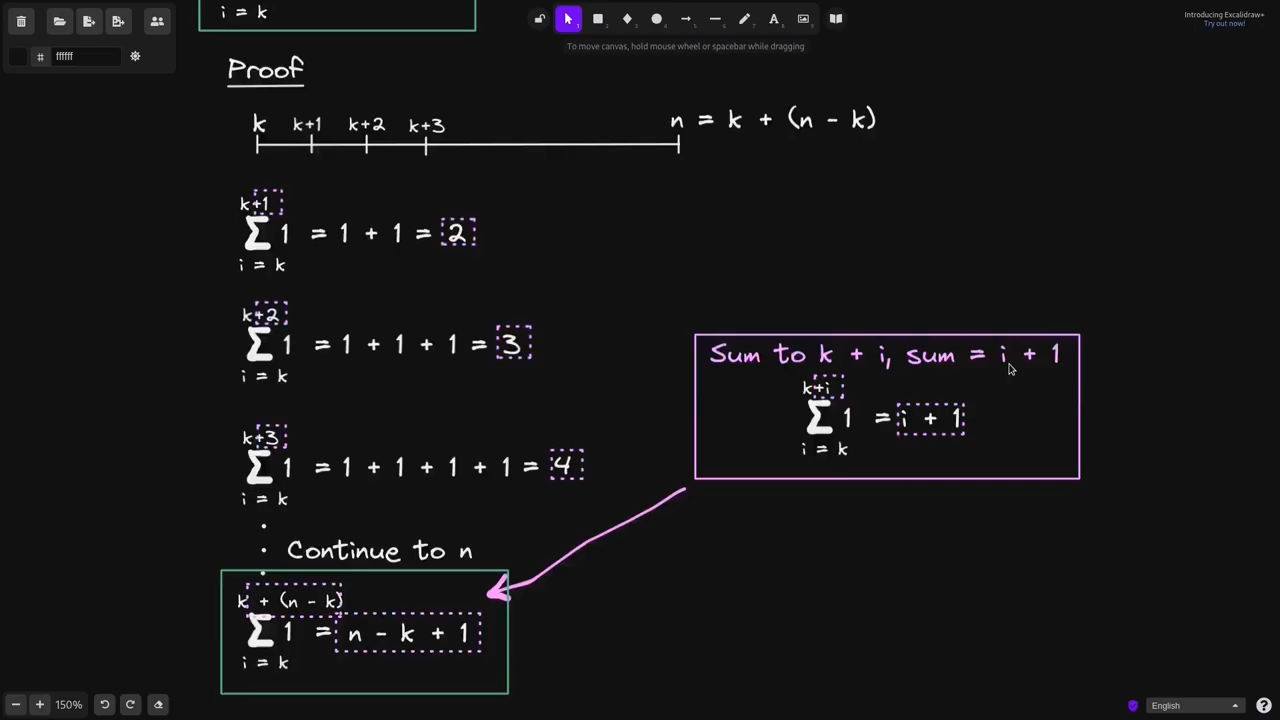 i = k
Introducing Excalidraw+
Try out now!
To move canvas, hold mouse wheel or spacebar while dragging
# ffffff
Proof
k k+1 k+2 k+3 n = k + (n - k)
k+1
Σ 1 = 1 + 1 = 2
i = k
k+2
Σ 1 = 1 + 1 + 1 = 3
i = k
k+3
Σ 1 = 1 + 1 + 1 + 1 = 4
i = k
Sum to k + i, sum = i + 1
k+i
Σ 1 = i + 1
i = k
Continue to n
k + (n - k)
Σ 1 = n - k + 1
i = k
150%
English